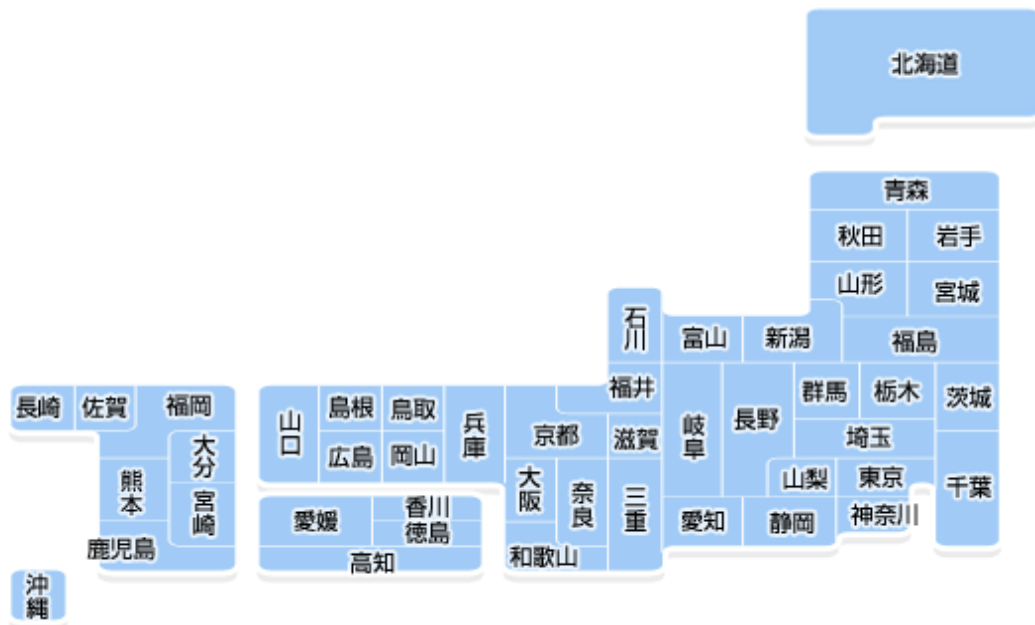 北海道
青森
秋田
岩手
山形
宮城
石川
富山
新潟
福島
福井
群馬
栃木
茨城
長崎
佐賀
福岡
山口
島根
鳥取
兵庫
京都
滋賀
岐阜
長野
埼玉
広島
岡山
大分
熊本
大阪
奈良
三重
山梨
東京
千葉
宮崎
愛媛
香川
徳島
愛知
静岡
神奈川
鹿児島
高知
和歌山
沖縄